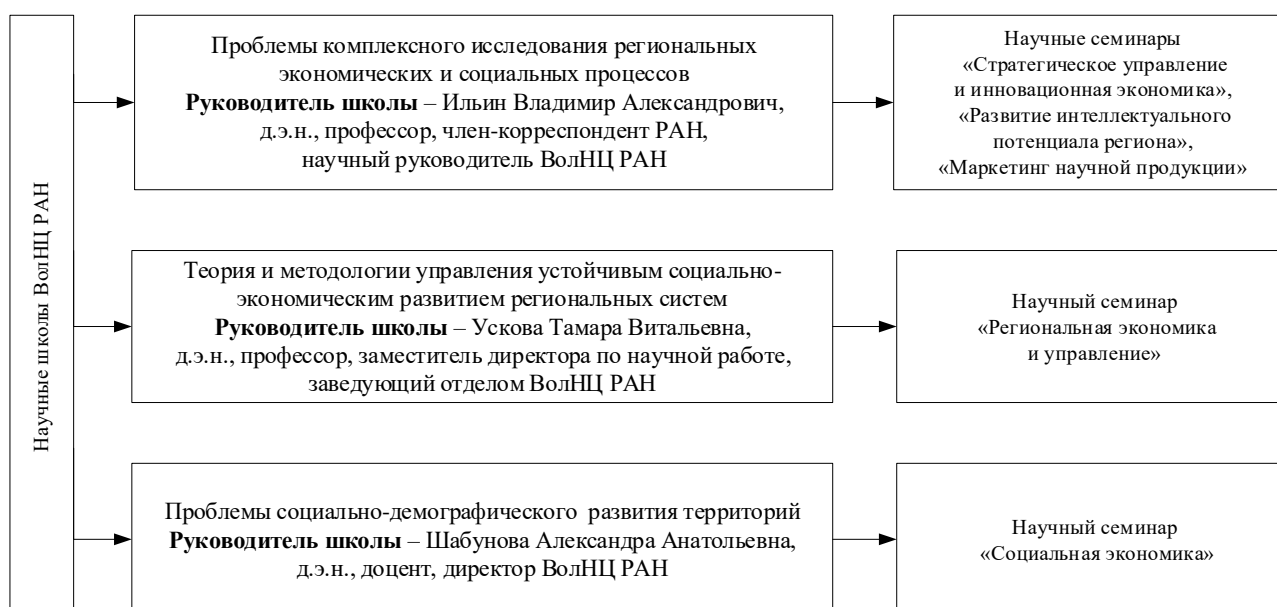 Научные школы ВолНЦ РАН
Проблемы комплексного исследования региональных
экономических и социальных процессов
Руководитель школы – Ильин Владимир Александрович,
д.э.н., профессор, член-корреспондент РАН,
научный руководитель ВолНЦ РАН
Научные семинары
«Стратегическое управление
и инновационная экономика»,
«Развитие интеллектуального
потенциала региона»,
«Маркетинг научной продукции»
Теория и методологии управления устойчивым социально-
экономическим развитием региональных систем
Руководитель школы – Ускова Тамара Витальевна,
д.э.н., профессор, заместитель директора по научной работе,
заведующий отделом ВолНЦ РАН
Научный семинар
«Региональная экономика
и управление»
Проблемы социально-демографического развития территорий
Руководитель школы – Шабунова Александра Анатольевна,
д.э.н., доцент, директор ВолНЦ РАН
Научный семинар
«Социальная экономика»